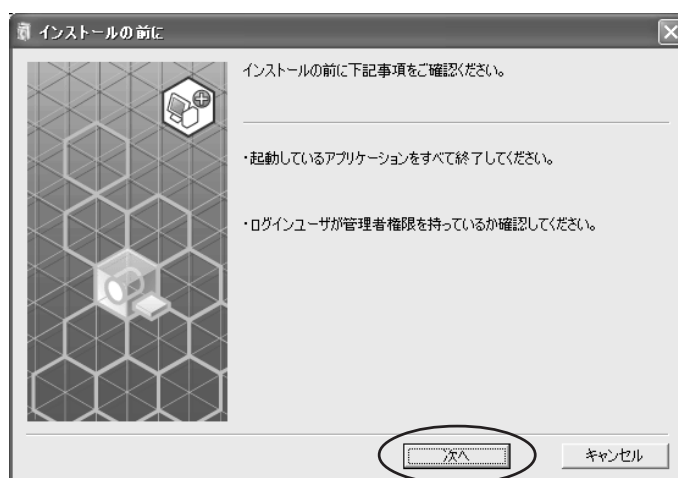 インストールの前に
インストールの前に下記事項をご確認ください。
・起動しているアプリケーションをすべて終了してください。
・ログインユーザが管理者権限を持っているか確認してください。
次へ
キャンセル